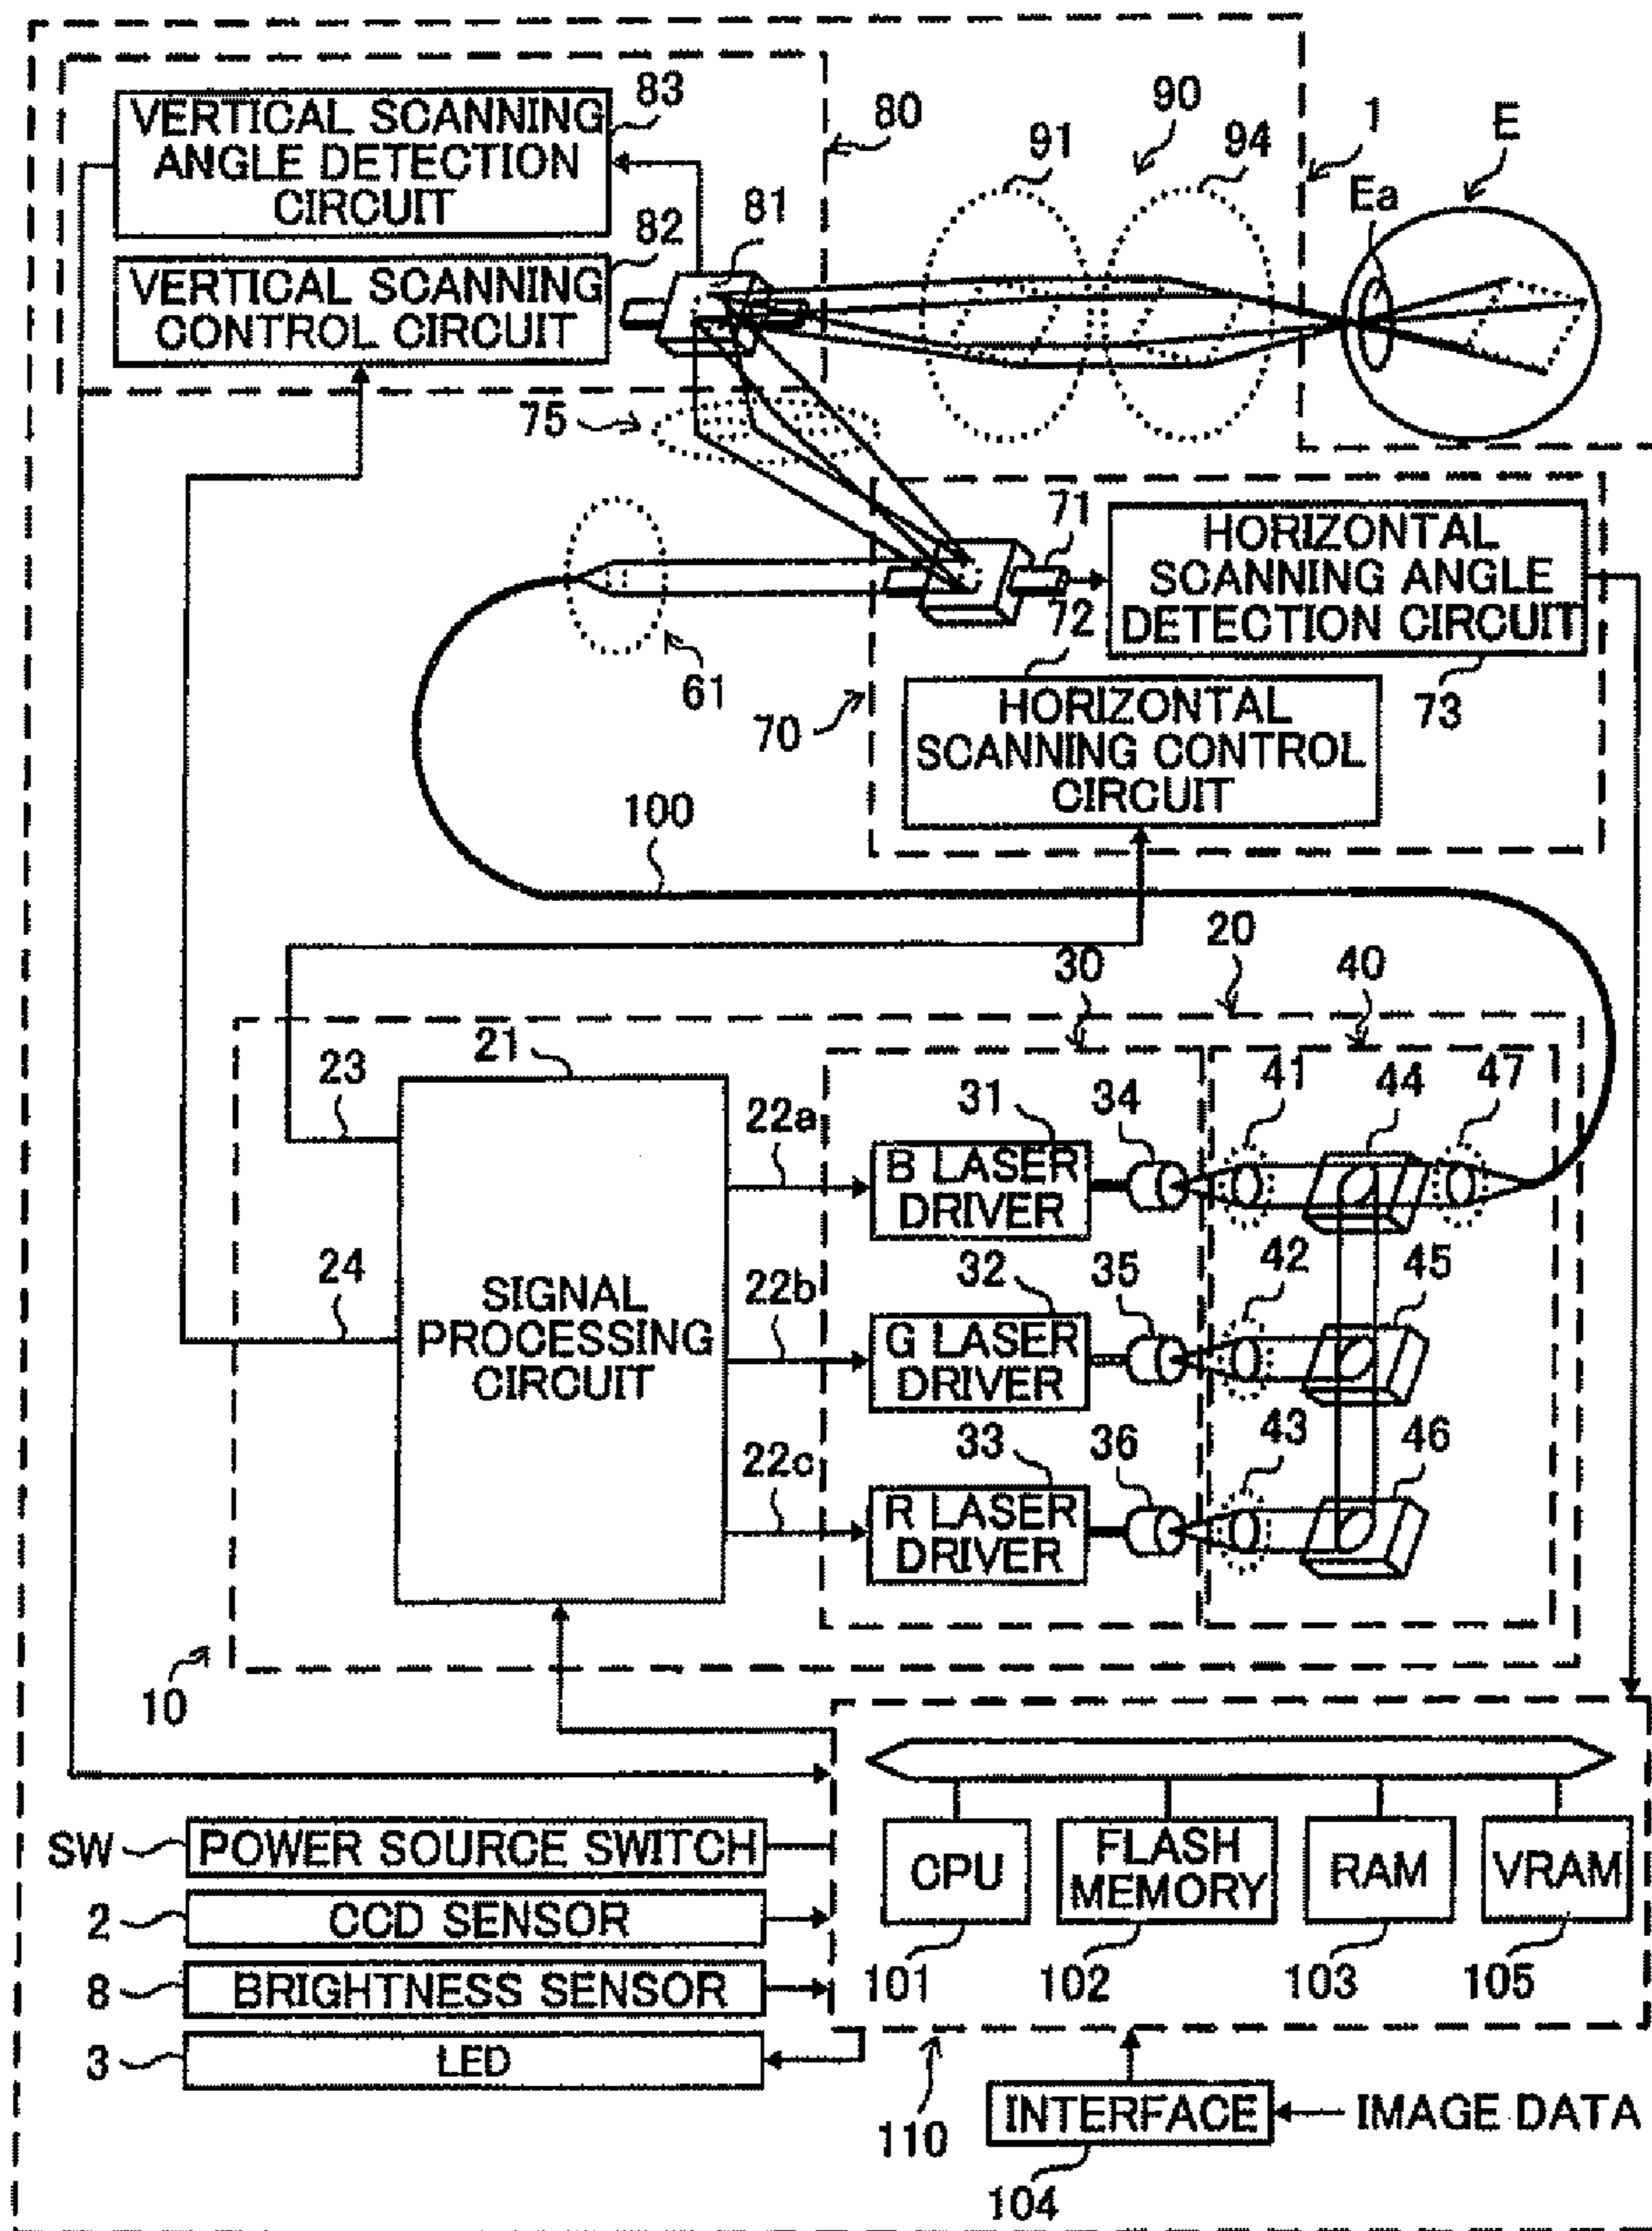 83
VERTICAL SCANNING
ANGLE DETECTION
CIRCUIT
80
90
1
E
91
94
Ea
82
81
VERTICAL SCANNING
CONTROL CIRCUIT
75
71
HORIZONTAL
SCANNING ANGLE
DETECTION CIRCUIT
72
61
70
73
HORIZONTAL
SCANNING CONTROL
CIRCUIT
100
20
30
40
21
23
41
44
47
22a
31
34
B LASER
DRIVER
24
22b
32
35
42
45
SIGNAL
PROCESSING
CIRCUIT
G LASER
DRIVER
22c
33
36
43
46
R LASER
DRIVER
10
SW
POWER SOURCE SWITCH
CPU
FLASH
MEMORY
RAM
VRAM
2
CCD SENSOR
8
BRIGHTNESS SENSOR
101
102
103
105
3
LED
110
INTERFACE
IMAGE DATA
104